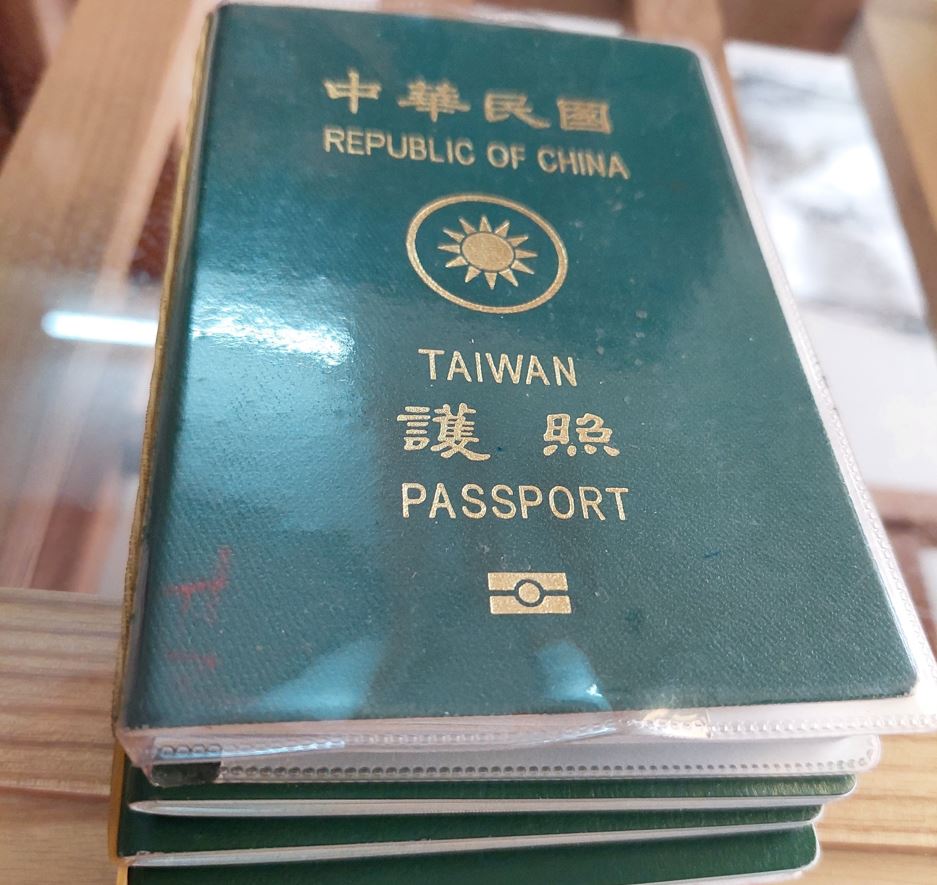 中華民國
REPUBLIC OF CHINA
TAIWAN
護照
PASSPORT